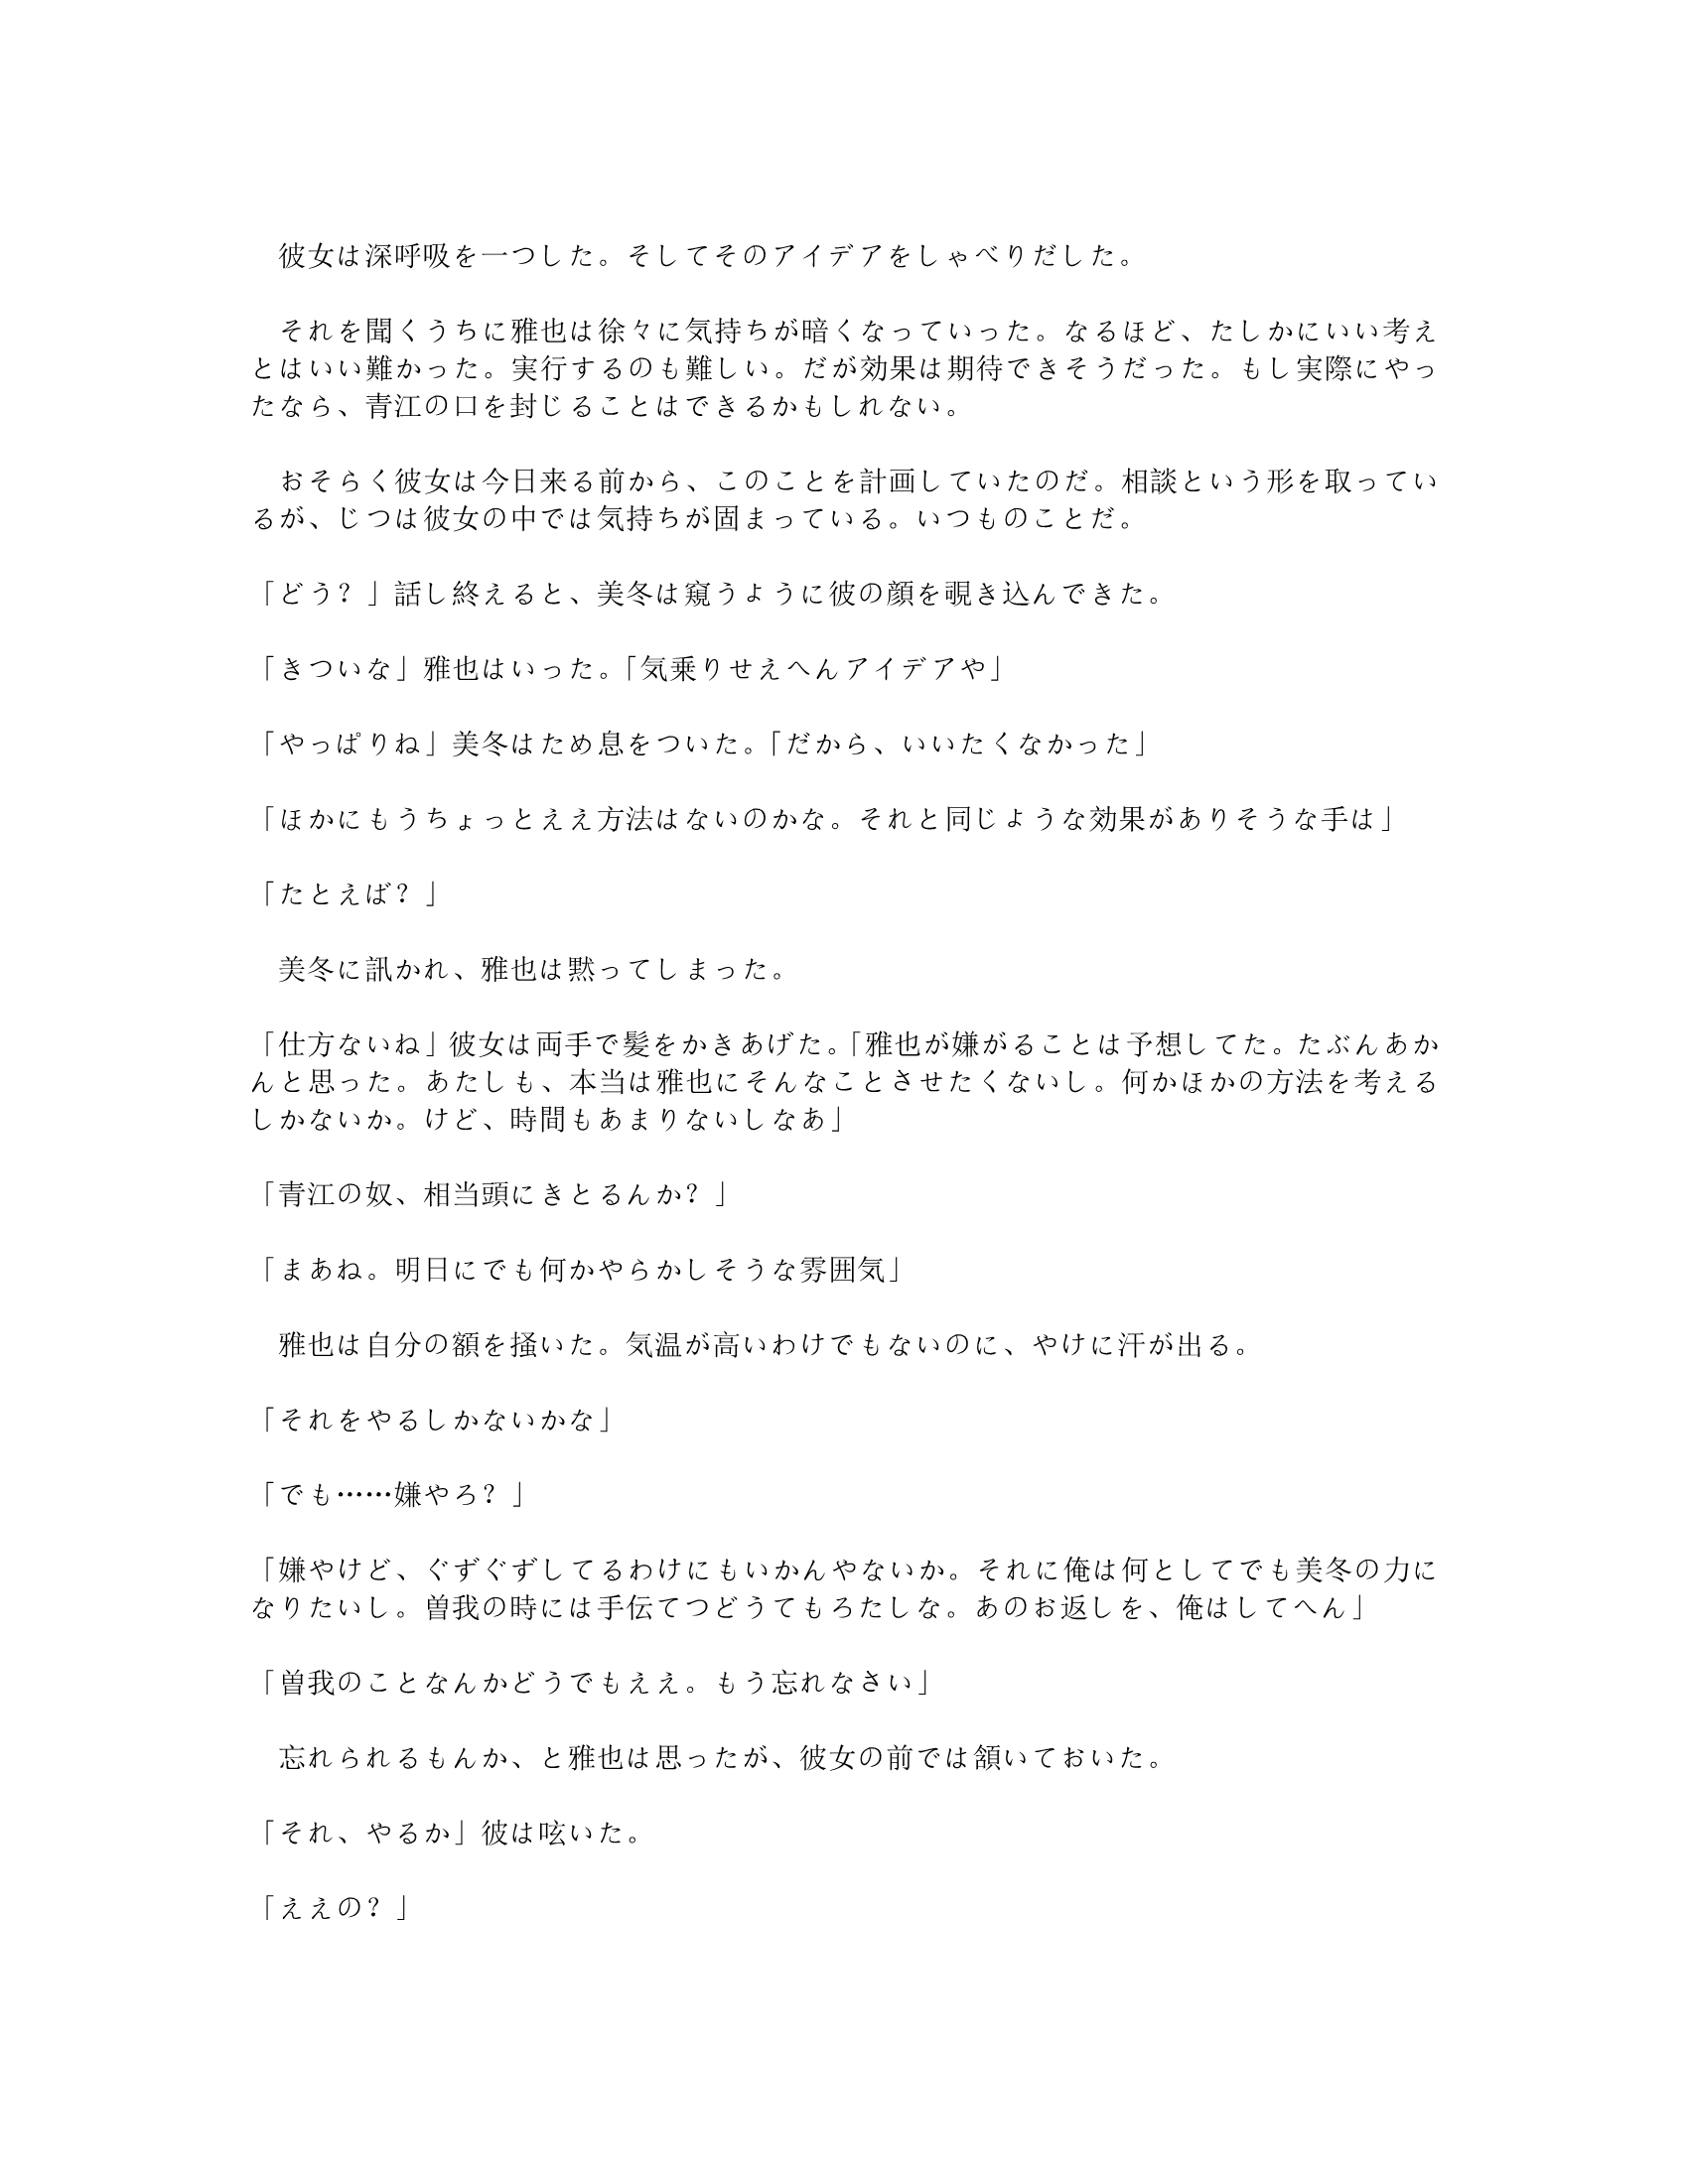 彼女は深呼吸を一つした。そしてそのアイデアをしゃべりだした。
それを聞くうちに雅也は徐々に気持ちが暗くなっていった。なるほど、たしかにいい考え
とはいい難かった。実行するのも難しい。だが効果は期待できそうだった。もし実際にやっ
たなら、青江の口を封じることはできるかもしれない。
おそらく彼女は今日来る前から、このことを計画していたのだ。相談という形を取ってい
るが、じつは彼女の中では気持ちが固まっている。いつものことだ。
「どう？」話し終えると、美冬は窺うように彼の顔を覗き込んできた。
「きついな」雅也はいった。「気乗りせえへんアイデアや」
「やっぱりね」美冬はため息をついた。「だから、いいたくなかった」
「ほかにもうちょっとええ方法はないのかな。それと同じような効果がありそうな手は」
「たとえば？」
美冬に訊かれ、雅也は黙ってしまった。
「仕方ないね」彼女は両手で髪をかきあげた。「雅也が嫌がることは予想してた。たぶんあか
んと思った。あたしも、本当は雅也にそんなことさせたくないし。何かほかの方法を考える
しかないか。けど、時間もあまりないしなあ」
「青江の奴、相当頭にきとるんか？」
「まあね。明日にでも何かやらかしそうな雰囲気」
雅也は自分の額を掻いた。気温が高いわけでもないのに、やけに汗が出る。
「それをやるしかないかな」
「でも……嫌やろ？」
「嫌やけど、ぐずぐずしてるわけにもいかんやないか。それに俺は何としてでも美冬の力に
なりたいし。曽我の時には手伝てつどうてもろたしな。あのお返しを、俺はしてへん」
「曽我のことなんかどうでもええ。もう忘れなさい」
忘れられるもんか、と雅也は思ったが、彼女の前では頷いておいた。
「それ、やるか」彼は呟いた。
「ええの？」